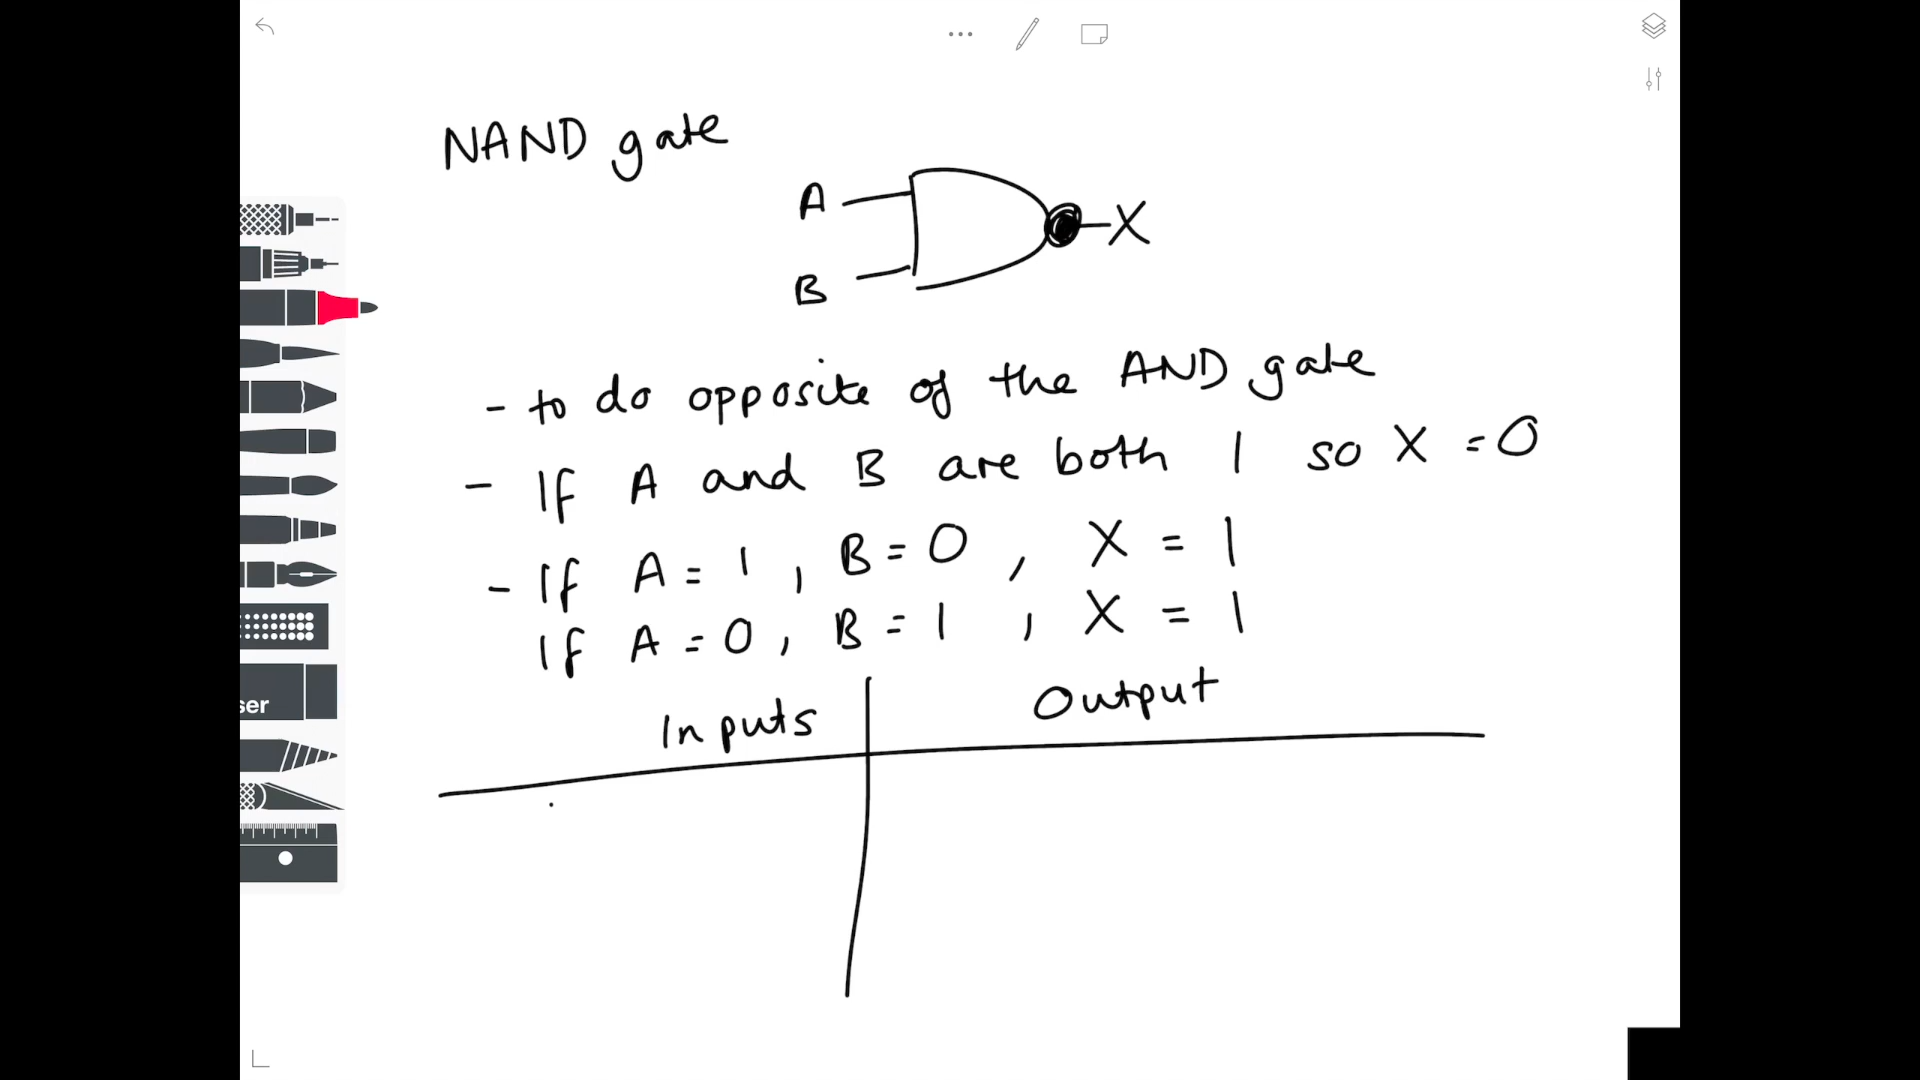 NAND gate
A
X
B
- to do opposite of the AND gate
- If A and B are both 1 so X = 0
- If A = 1 , B = 0 , X = 1
If A = 0 , B = 1 , X = 1
Inputs Output
ser